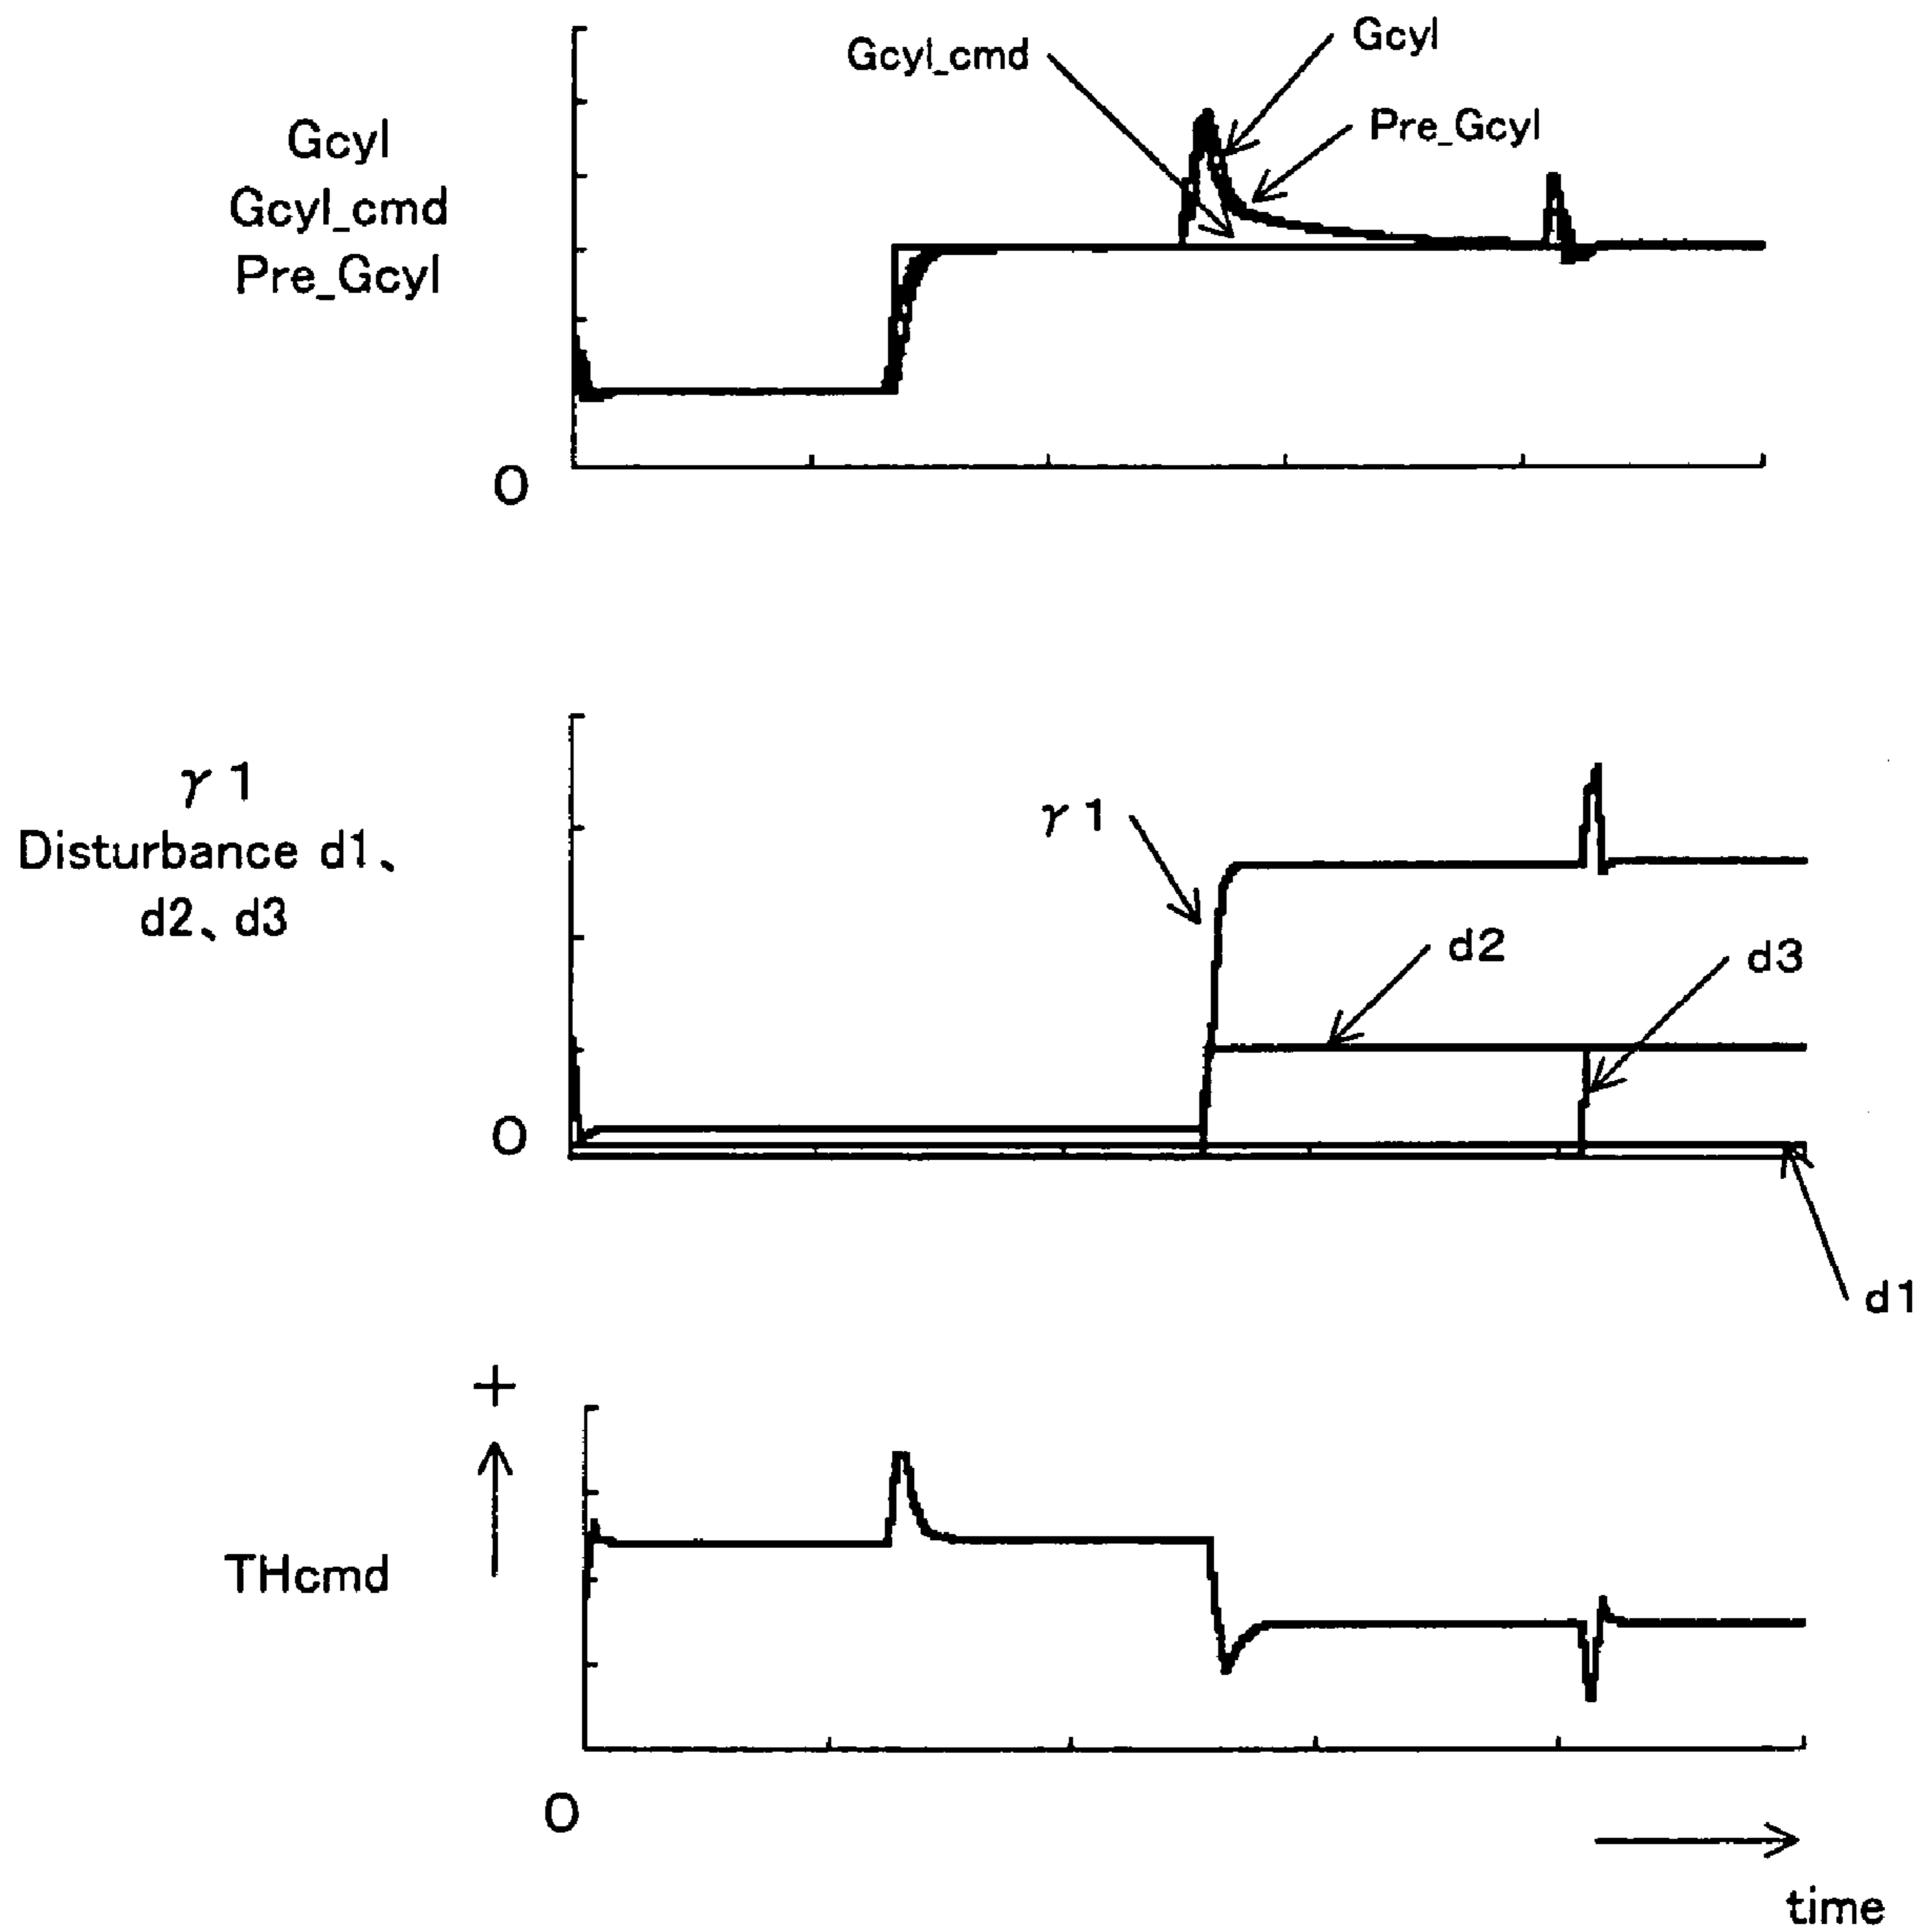 Gcyl_cmd
Gcyl
Pre_Gcyl
Gcyl
Gcyl_cmd
Pre_Gcyl
0
γ1
Disturbance d1、
d2、d3
γ1
d2
d3
0
d1
+
THcmd
0
time